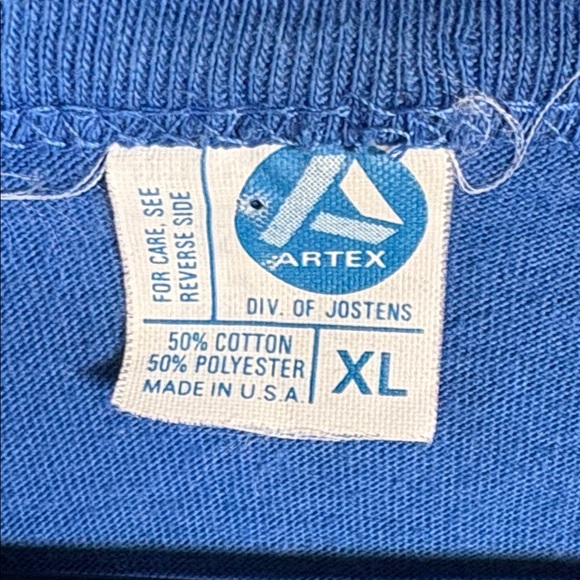 FOR CARE, SEE
REVERSE SIDE
ARTEX
DIV. OF JOSTENS
50% COTTON
50% POLYESTER
MADE IN U.S.A.
XL